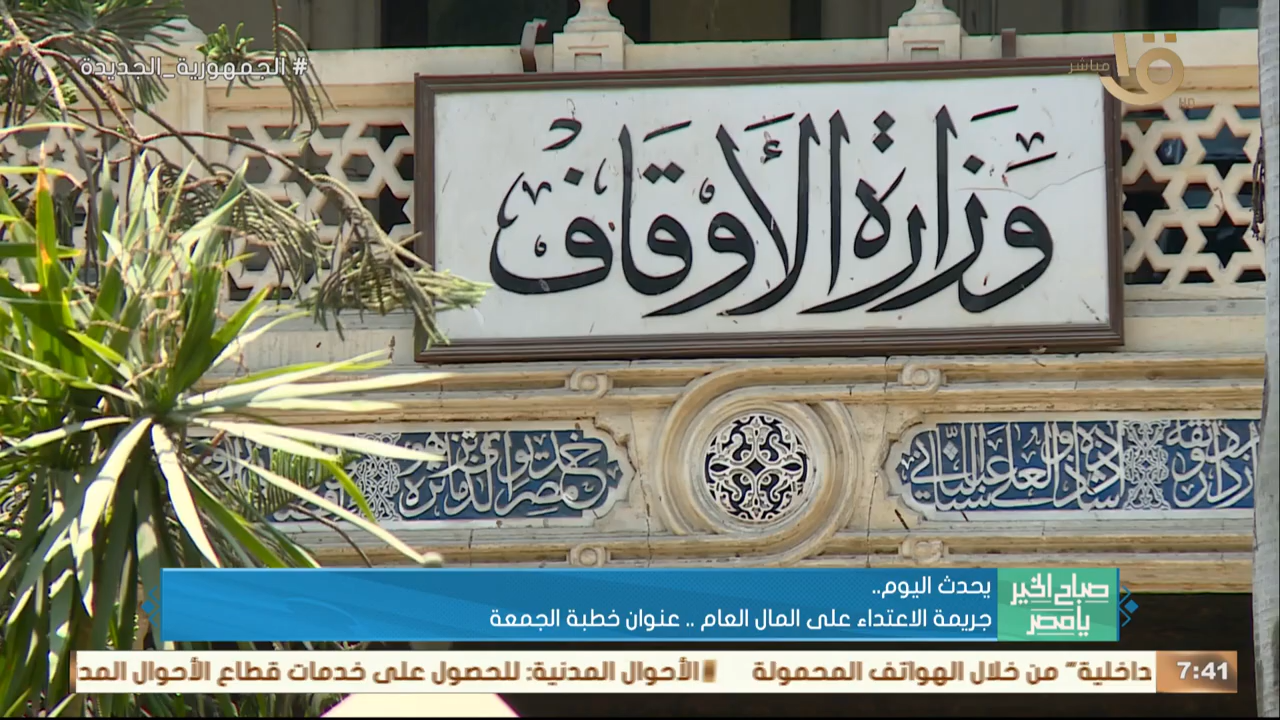 #الجمهورية_الجديدة
مباشر
وزارة الأوقاف
يحدث اليوم..
جريمة الاعتداء على المال العام .. عنوان خطبة الجمعة
صباح الخير
يا مصر
7:41
داخلية" من خلال الهواتف المحمولة
الأحوال المدنية: للحصول على خدمات قطاع الأحوال المد